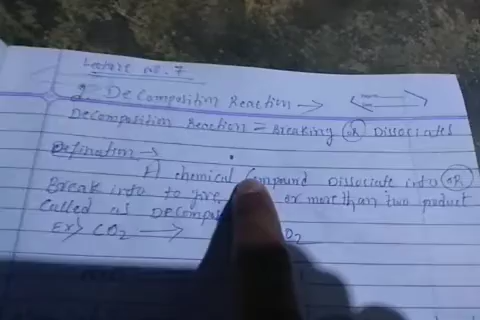 Lecture no. 7
2. Decomposition Reaction →
Decomposition Reaction = Breaking OR Dissociates
Defination →
A chemical Compound Dissociate into OR
Break into to give or more than two product
Called as Decompos
Ex) CO2 → O2